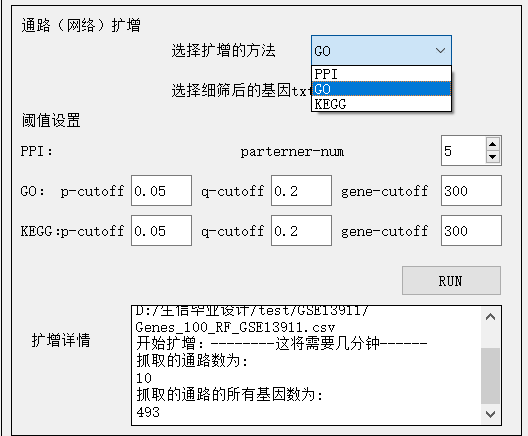 通路（网络）扩增
选择扩增的方法 GO
PPI
GO
KEGG
选择细筛后的基因txt
阈值设置
PPI: parterner-num 5
GO: p-cutoff 0.05 q-cutoff 0.2 gene-cutoff 300
KEGG:p-cutoff 0.05 q-cutoff 0.2 gene-cutoff 300
RUN
扩增详情
D:/生信毕业设计/test/GSE13911/
Genes_100_RF_GSE13911.csv
开始扩增：--------这将需要几分钟------
抓取的通路数为:
10
抓取的通路的所有基因数为:
493